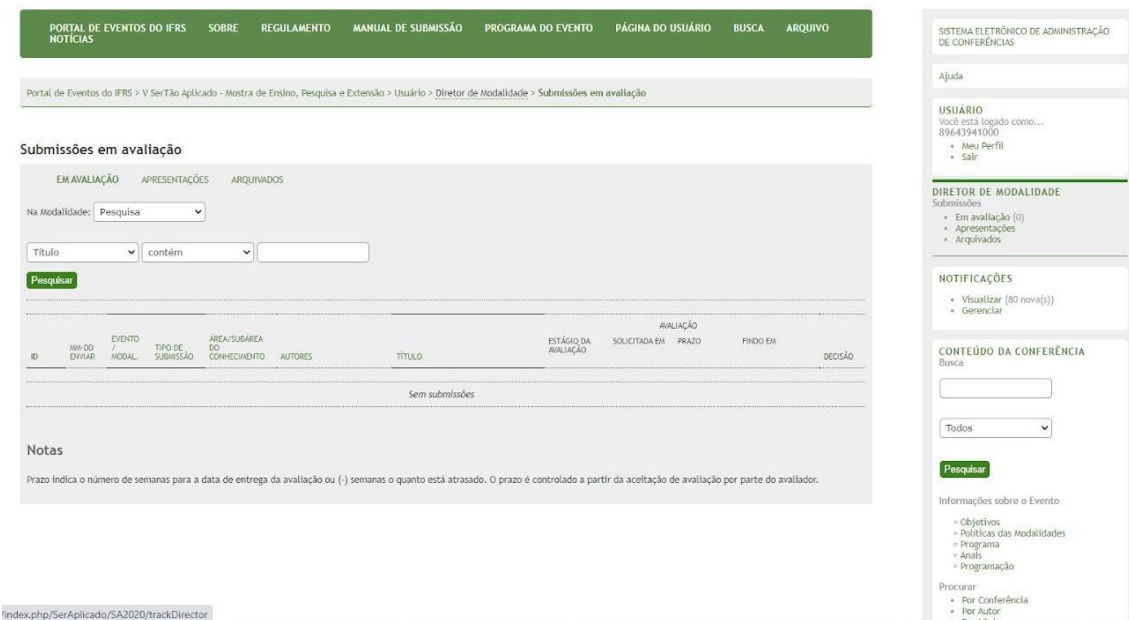 PORTAL DE EVENTOS DO IFRS SOBRE REGULAMENTO MANUAL DE SUBMISSÃO PROGRAMA DO EVENTO PÁGINA DO USUÁRIO BUSCA ARQUIVO
NOTÍCIAS
Portal de Eventos do IFRS > V SerTão Aplicado - Mostra de Ensino, Pesquisa e Extensão > Usuário > Diretor de Modalidade > Submissões em avaliação
Submissões em avaliação
EM AVALIAÇÃO APRESENTAÇÕES ARQUIVADOS
Na Modalidade: Pesquisa
Título contém
Pesquisar
AVALIAÇÃO
ID MM-DD ENVIAR EVENTO / MODAL. TIPO DE SUBMISSÃO ÁREA/SUBÁREA DO CONHECIMENTO AUTORES TÍTULO ESTÁGIO DA AVALIAÇÃO SOLICITADA EM PRAZO FINDO EM DECISÃO
Sem submissões
Notas
Prazo indica o número de semanas para a data de entrega da avaliação ou (-) semanas o quanto está atrasado. O prazo é controlado a partir da aceitação de avaliação por parte do avaliador.
/index.php/SerAplicado/SA2020/trackDirector
SISTEMA ELETRÔNICO DE ADMINISTRAÇÃO
DE CONFERÊNCIAS
Ajuda
USUÁRIO
Você está logado como...
89643941000
Meu Perfil
Sair
DIRETOR DE MODALIDADE
Submissões
Em avaliação (0)
Apresentações
Arquivados
NOTIFICAÇÕES
Visualizar (80 nova(s))
Gerenciar
CONTEÚDO DA CONFERÊNCIA
Busca
Todos
Pesquisar
Informações sobre o Evento
Objetivos
Políticas das Modalidades
Programa
Anais
Programação
Procurar
Por Conferência
Por Autor